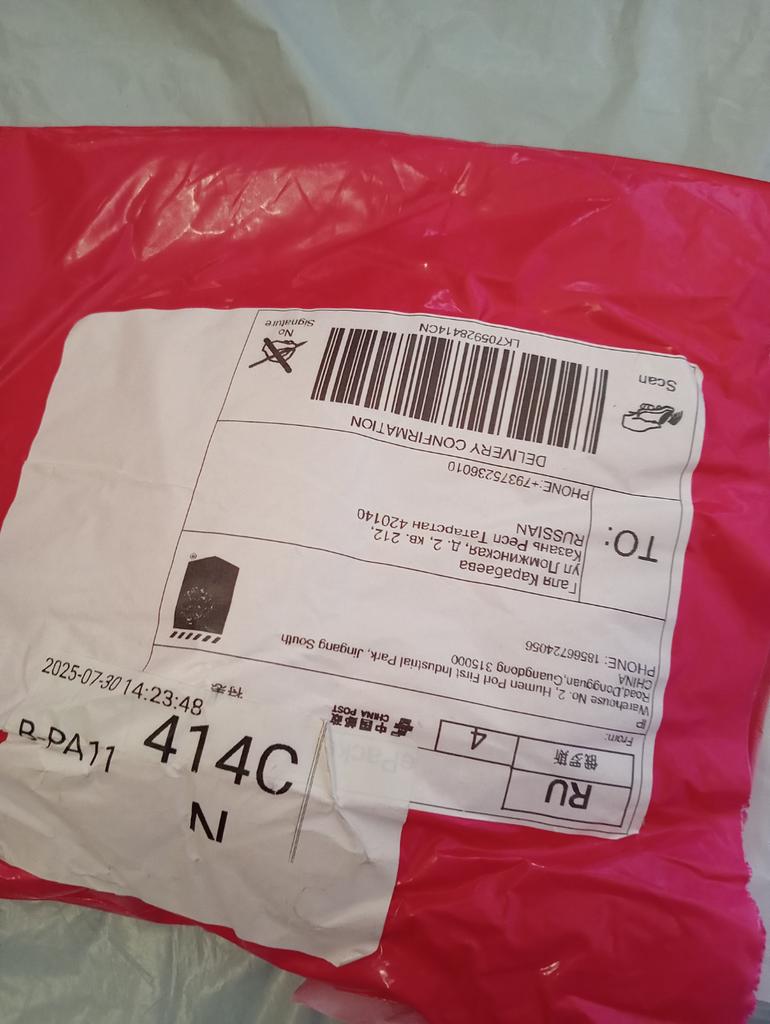 RU
俄罗斯
4
中国邮政
CHINA POST
From:
IP
Warehouse No. 2, Humen Port First Industrial Park, Jingang South
Road,Dongguan,Guangdong 315000
CHINA
PHONE: 18566724056
TO:
Галя Карабаева
ул Ломжинская, д. 2, кв. 212,
Казань Респ Татарстан 420140
RUSSIAN
PHONE:+79375236010
DELIVERY CONFIRMATION
Scan
LK705928414CN
No
Signature
2025-07-30 14:23:48
B-PA11
414C
N